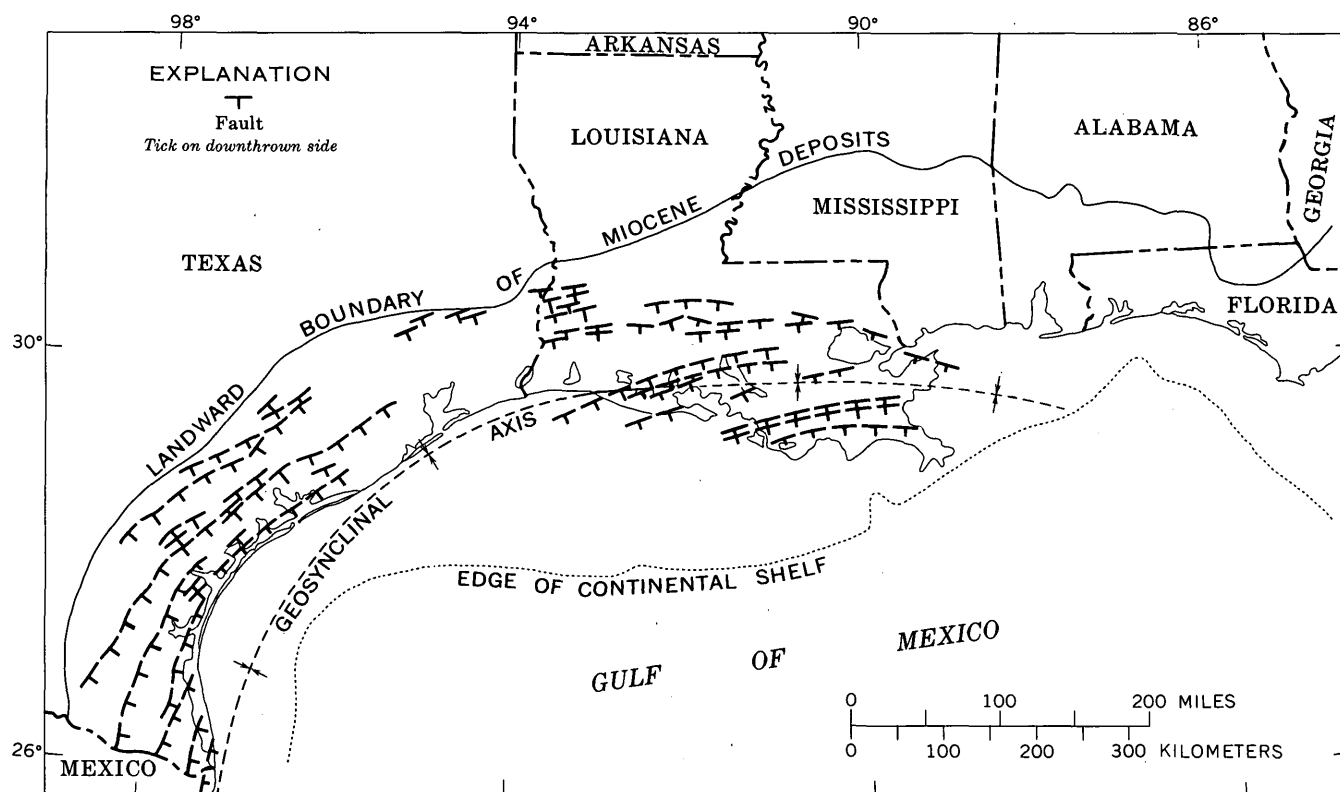 98° 94° 90° 86°
EXPLANATION
Fault
Tick on downthrown side
ARKANSAS
LOUISIANA
ALABAMA
GEORGIA
MISSISSIPPI
TEXAS
LANDWARD BOUNDARY OF MIOCENE DEPOSITS
FLORIDA
30°
GEOSYNCLINAL AXIS
EDGE OF CONTINENTAL SHELF
GULF OF MEXICO
0 100 200 MILES
0 100 200 300 KILOMETERS
26°
MEXICO